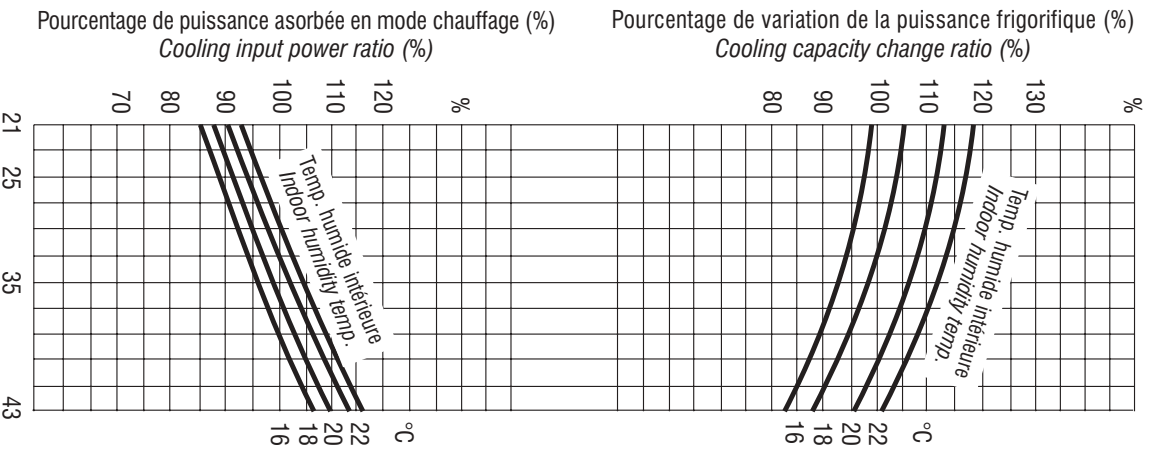 Pourcentage de puissance asorbée en mode chauffage (%)
Cooling input power ratio (%)
Pourcentage de variation de la puissance frigorifique (%)
Cooling capacity change ratio (%)
70 80 90 100 110 120 %
80 90 100 110 120 130 %
21
25
35
43
Temp. humide intérieure
Indoor humidity temp.
Temp. humide intérieure
Indoor humidity temp.
16 18 20 22 °C
16 18 20 22 °C